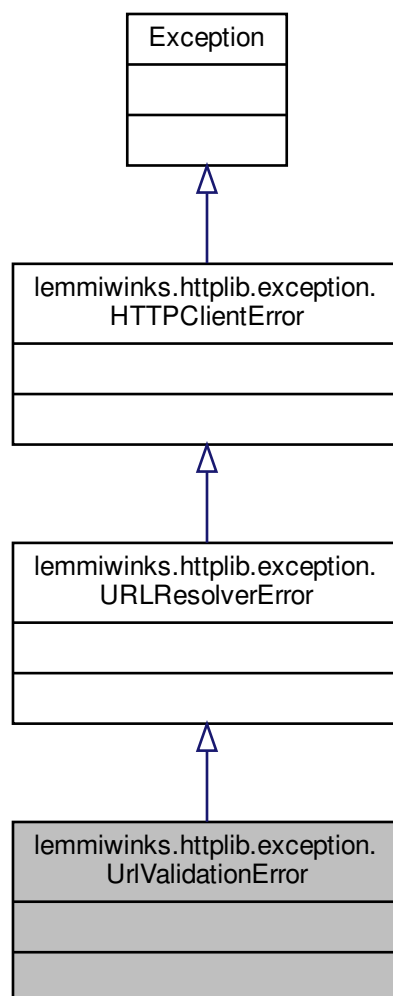 Exception
lemmiwinks.httplib.exception.
HTTPClientError
lemmiwinks.httplib.exception.
URLResolverError
lemmiwinks.httplib.exception.
UrlValidationError